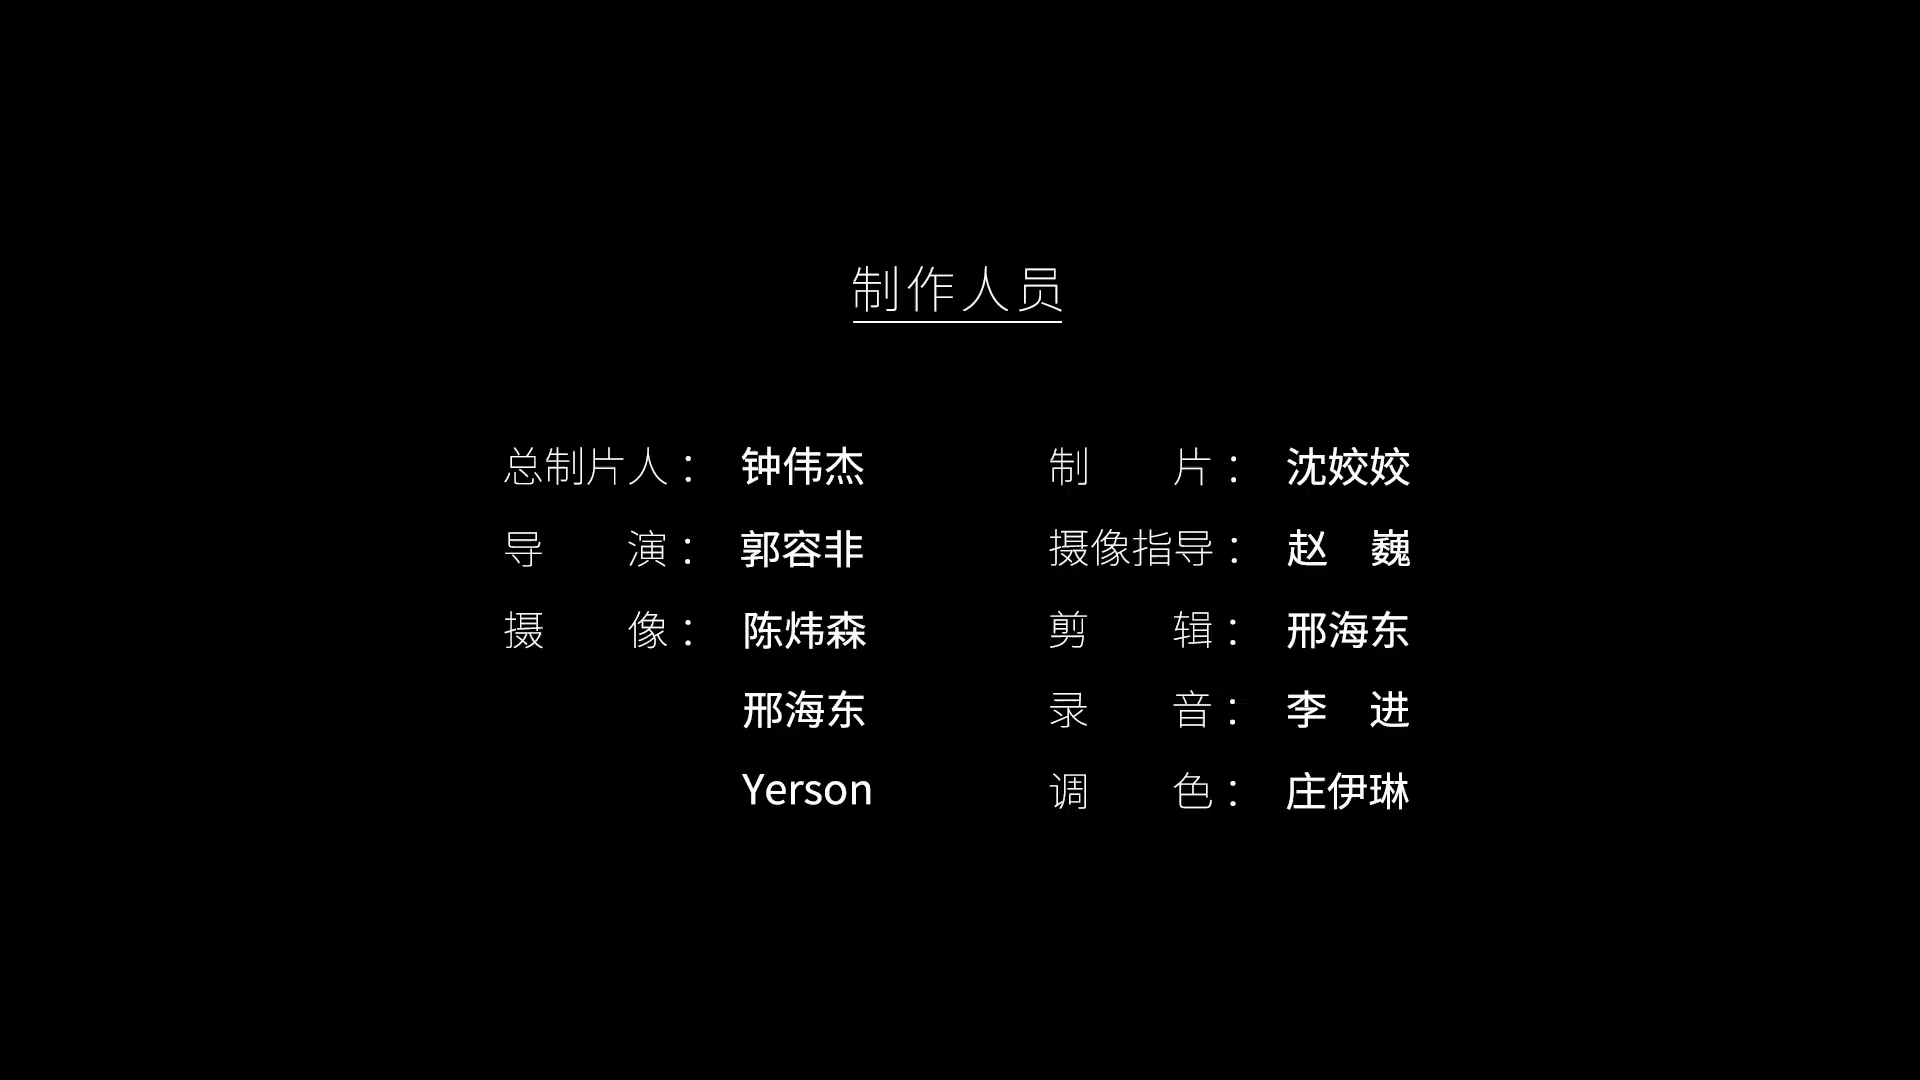 制作人员
总制片人： 钟伟杰
导演： 郭容非
摄像： 陈炜森
邢海东
Yerson
制片： 沈姣姣
摄像指导： 赵巍
剪辑： 邢海东
录音： 李进
调色： 庄伊琳